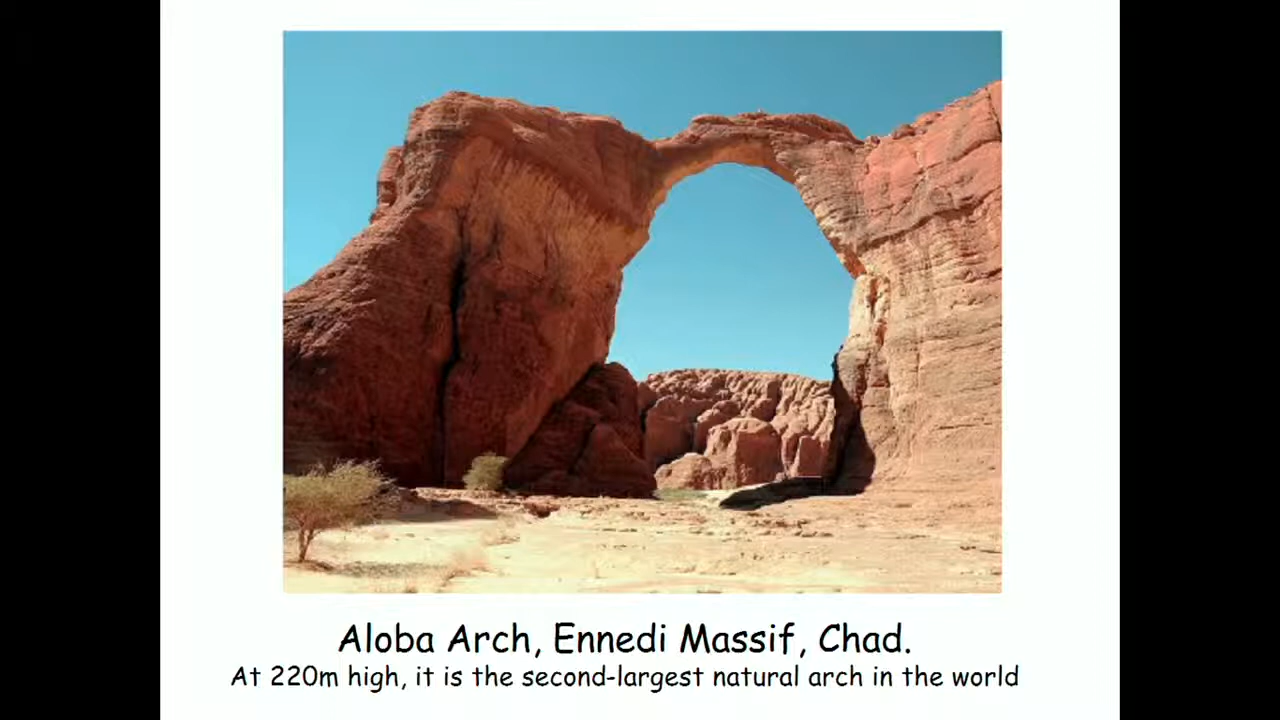 Aloba Arch, Ennedi Massif, Chad.
At 220m high, it is the second-largest natural arch in the world